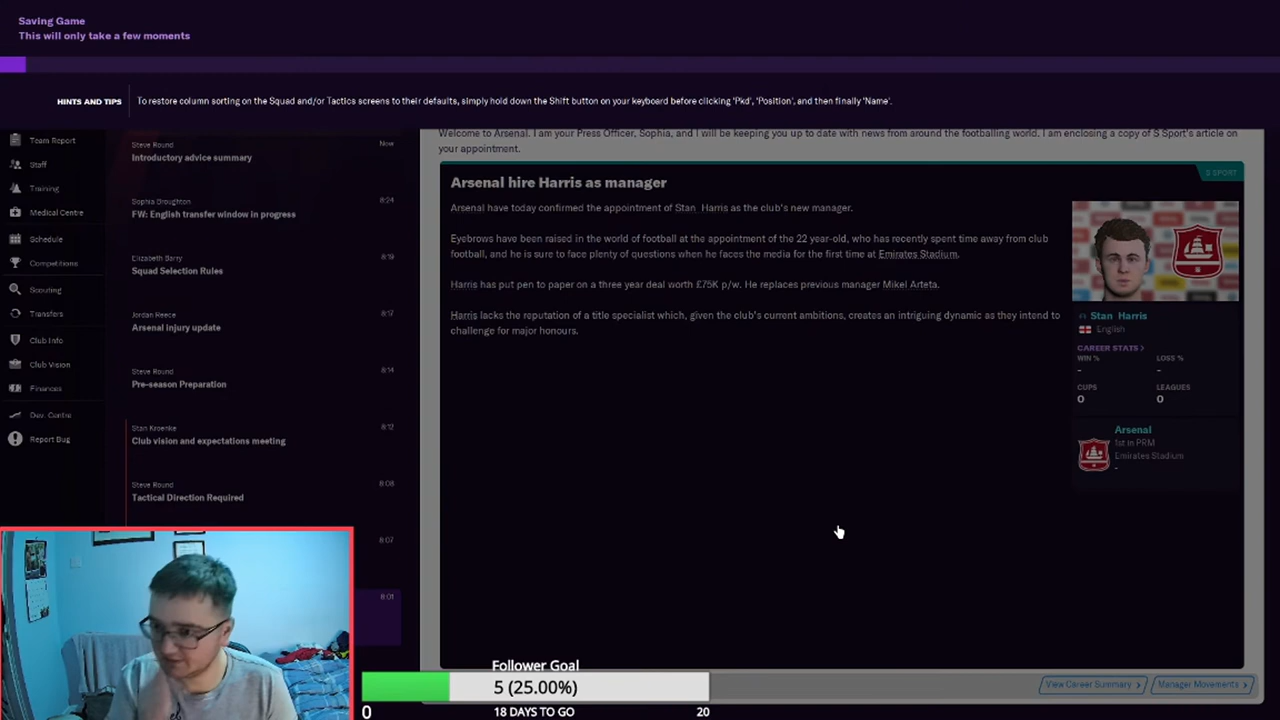 Saving Game
This will only take a few moments
HINTS AND TIPS
To restore column sorting on the Squad and/or Tactics screens to their defaults, simply hold down the Shift button on your keyboard before clicking 'Pkd', 'Position', and then finally 'Name'.
Team Report
Staff
Training
Medical Centre
Schedule
Competitions
Scouting
Transfers
Club Info
Club Vision
Finances
Dev. Centre
Report Bug
Steve Round
Now
Introductory advice summary
Sophia Broughton
8:24
FW: English transfer window in progress
Elizabeth Barry
8:19
Squad Selection Rules
Jordan Reece
8:17
Arsenal injury update
Steve Round
8:14
Pre-season Preparation
Stan Kroenke
8:12
Club vision and expectations meeting
Steve Round
8:08
Tactical Direction Required
8:07
8:01
Welcome to Arsenal. I am your Press Officer, Sophia, and I will be keeping you up to date with news from around the footballing world. I am enclosing a copy of S Sport's article on
your appointment.
S SPORT
Arsenal hire Harris as manager
Arsenal have today confirmed the appointment of Stan Harris as the club's new manager.
Eyebrows have been raised in the world of football at the appointment of the 22 year-old, who has recently spent time away from club
football, and he is sure to face plenty of questions when he faces the media for the first time at Emirates Stadium.
Harris has put pen to paper on a three year deal worth £75K p/w. He replaces previous manager Mikel Arteta.
Harris lacks the reputation of a title specialist which, given the club's current ambitions, creates an intriguing dynamic as they intend to
challenge for major honours.
Stan Harris
English
CAREER STATS >
WIN %
LOSS %
-
-
CUPS
LEAGUES
0
0
Arsenal
1st in PRM
Emirates Stadium
-
View Career Summary >
Manager Movements >
Follower Goal
5 (25.00%)
0
18 DAYS TO GO
20